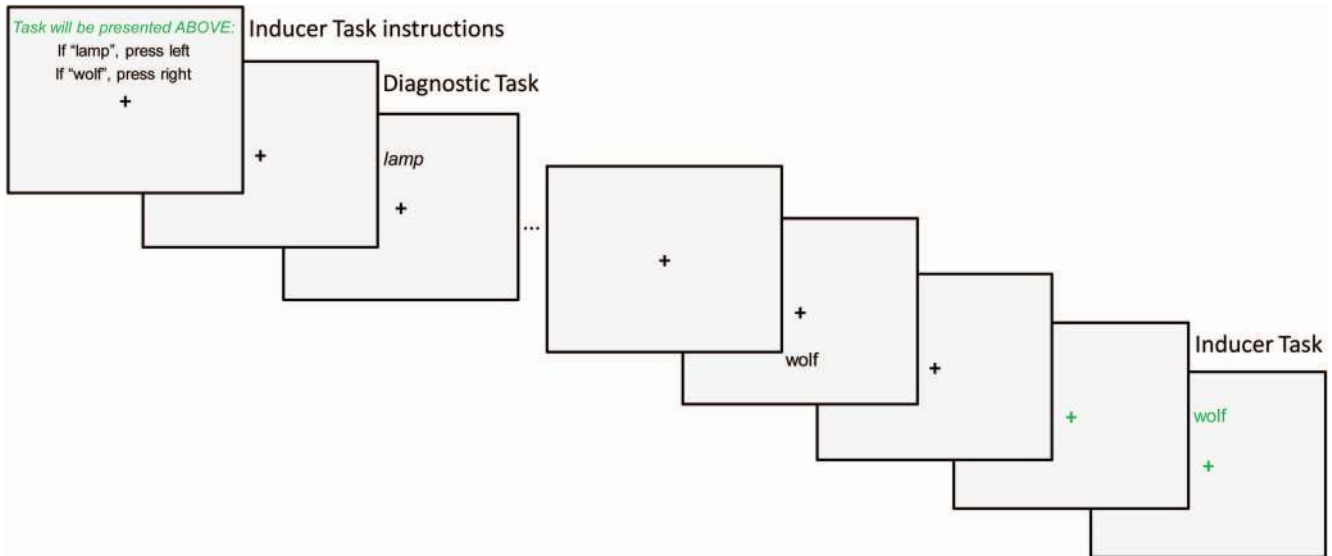 Task will be presented ABOVE:
If “lamp”, press left
If “wolf”, press right
+
Inducer Task instructions
+
Diagnostic Task
lamp
+
...
+
+
wolf
+
+
Inducer Task
wolf
+